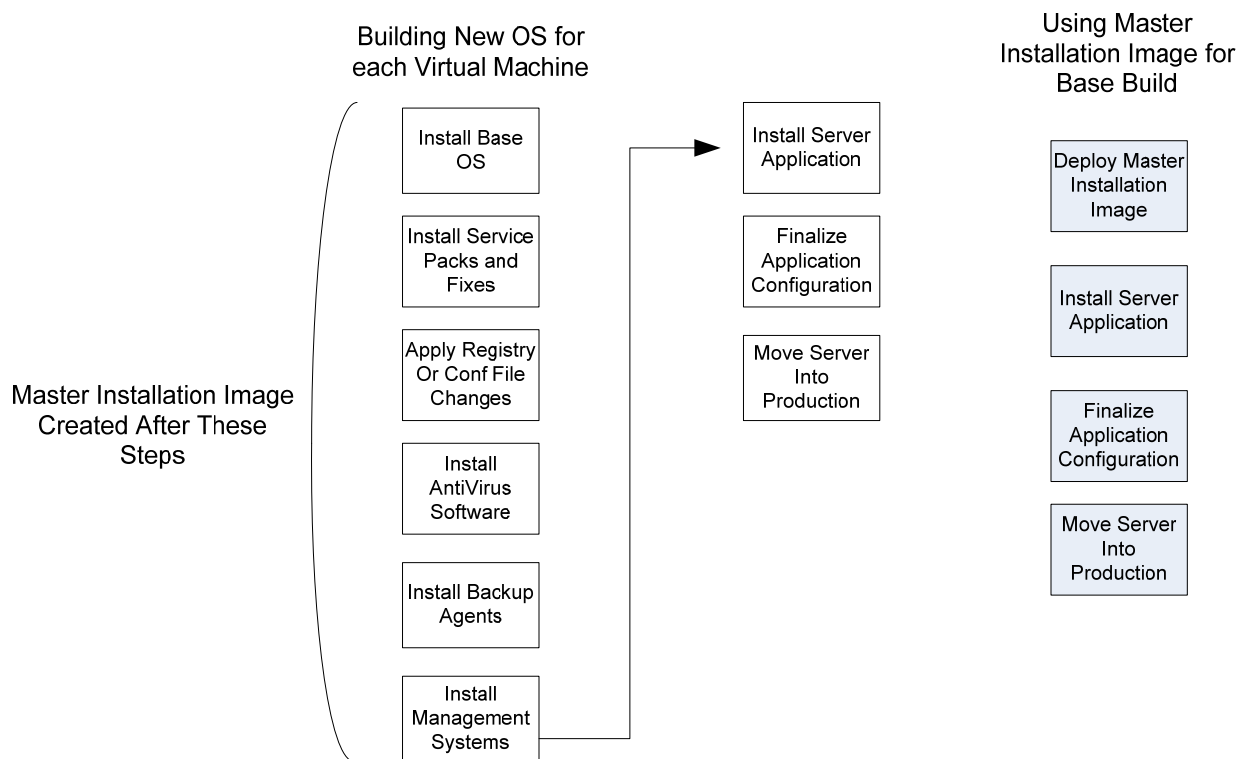 Building New OS for
each Virtual Machine
Using Master
Installation Image for
Base Build
Master Installation Image
Created After These
Steps
Install Base
OS
Install Service
Packs and
Fixes
Apply Registry
Or Conf File
Changes
Install
AntiVirus
Software
Install Backup
Agents
Install
Management
Systems
Install Server
Application
Finalize
Application
Configuration
Move Server
Into
Production
Deploy Master
Installation
Image
Install Server
Application
Finalize
Application
Configuration
Move Server
Into
Production